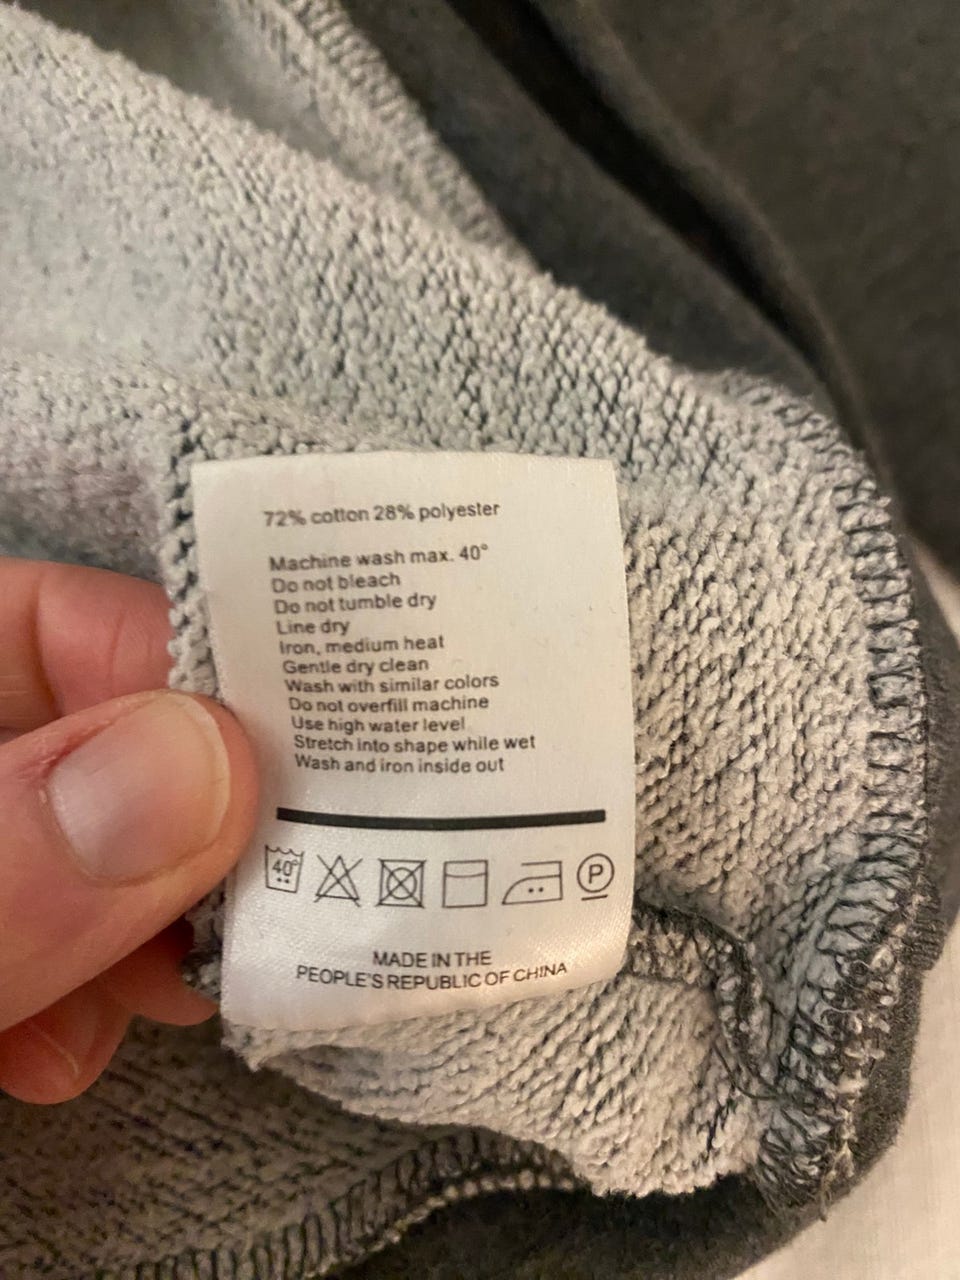 72% cotton 28% polyester
Machine wash max. 40°
Do not bleach
Do not tumble dry
Line dry
Iron, medium heat
Gentle dry clean
Wash with similar colors
Do not overfill machine
Use high water level
Stretch into shape while wet
Wash and iron inside out
40° P
MADE IN THE
PEOPLE'S REPUBLIC OF CHINA